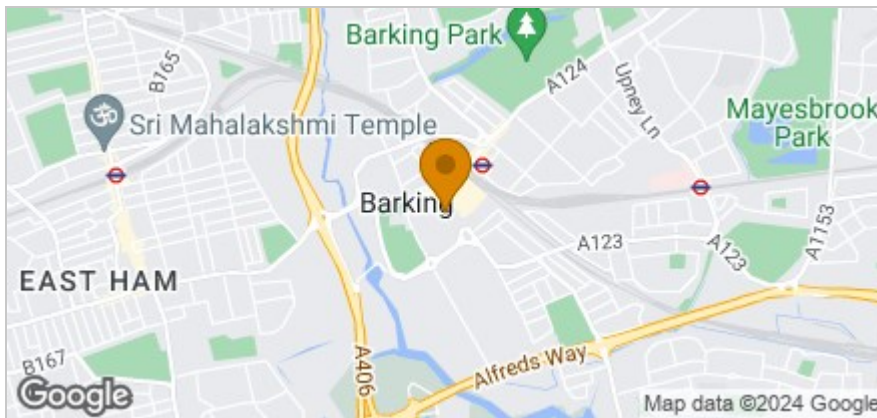 Barking Park
B165
A124
Upney Ln
Mayesbrook
Park
ॐ
Sri Mahalakshmi Temple
Barking
A1153
A123
A123
EAST HAM
B167
A406
Alfreds Way
Google
Map data ©2024 Google